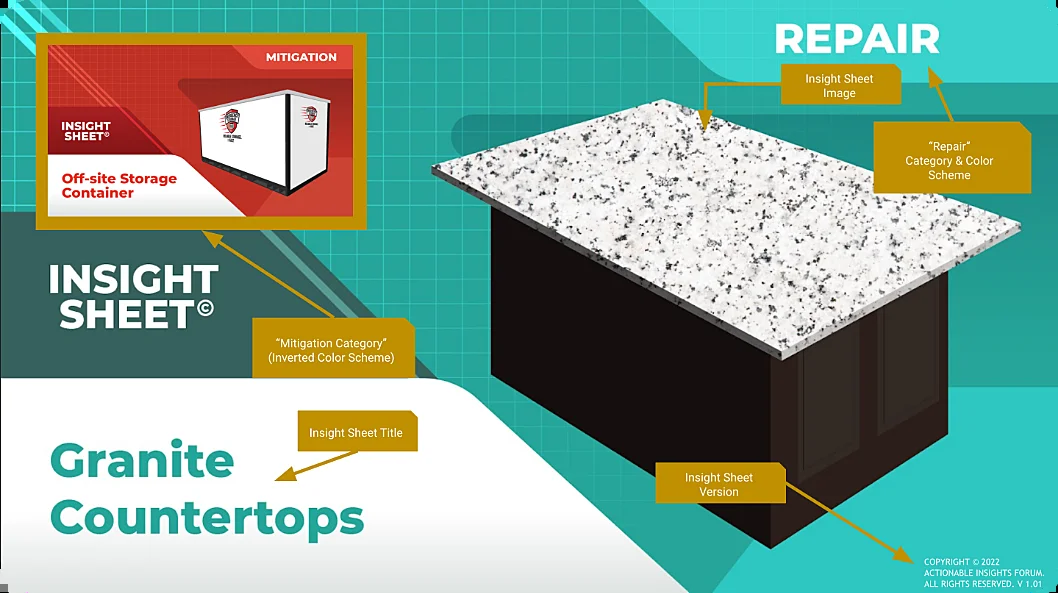 REPAIR
MITIGATION
INSIGHT
SHEET©
Off-site Storage
Container
Insight Sheet
Image
“Repair“
Category & Color
Scheme
INSIGHT
SHEET©
“Mitigation Category“
(Inverted Color Scheme)
Insight Sheet Title
Granite
Countertops
Insight Sheet
Version
COPYRIGHT © 2022
ACTIONABLE INSIGHTS FORUM.
ALL RIGHTS RESERVED. V 1.01